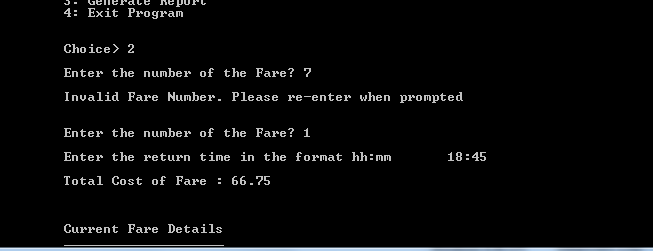 3: Generate Report
4: Exit Program
Choice> 2
Enter the number of the Fare? 7
Invalid Fare Number. Please re-enter when prompted
Enter the number of the Fare? 1
Enter the return time in the format hh:mm 18:45
Total Cost of Fare : 66.75
Current Fare Details